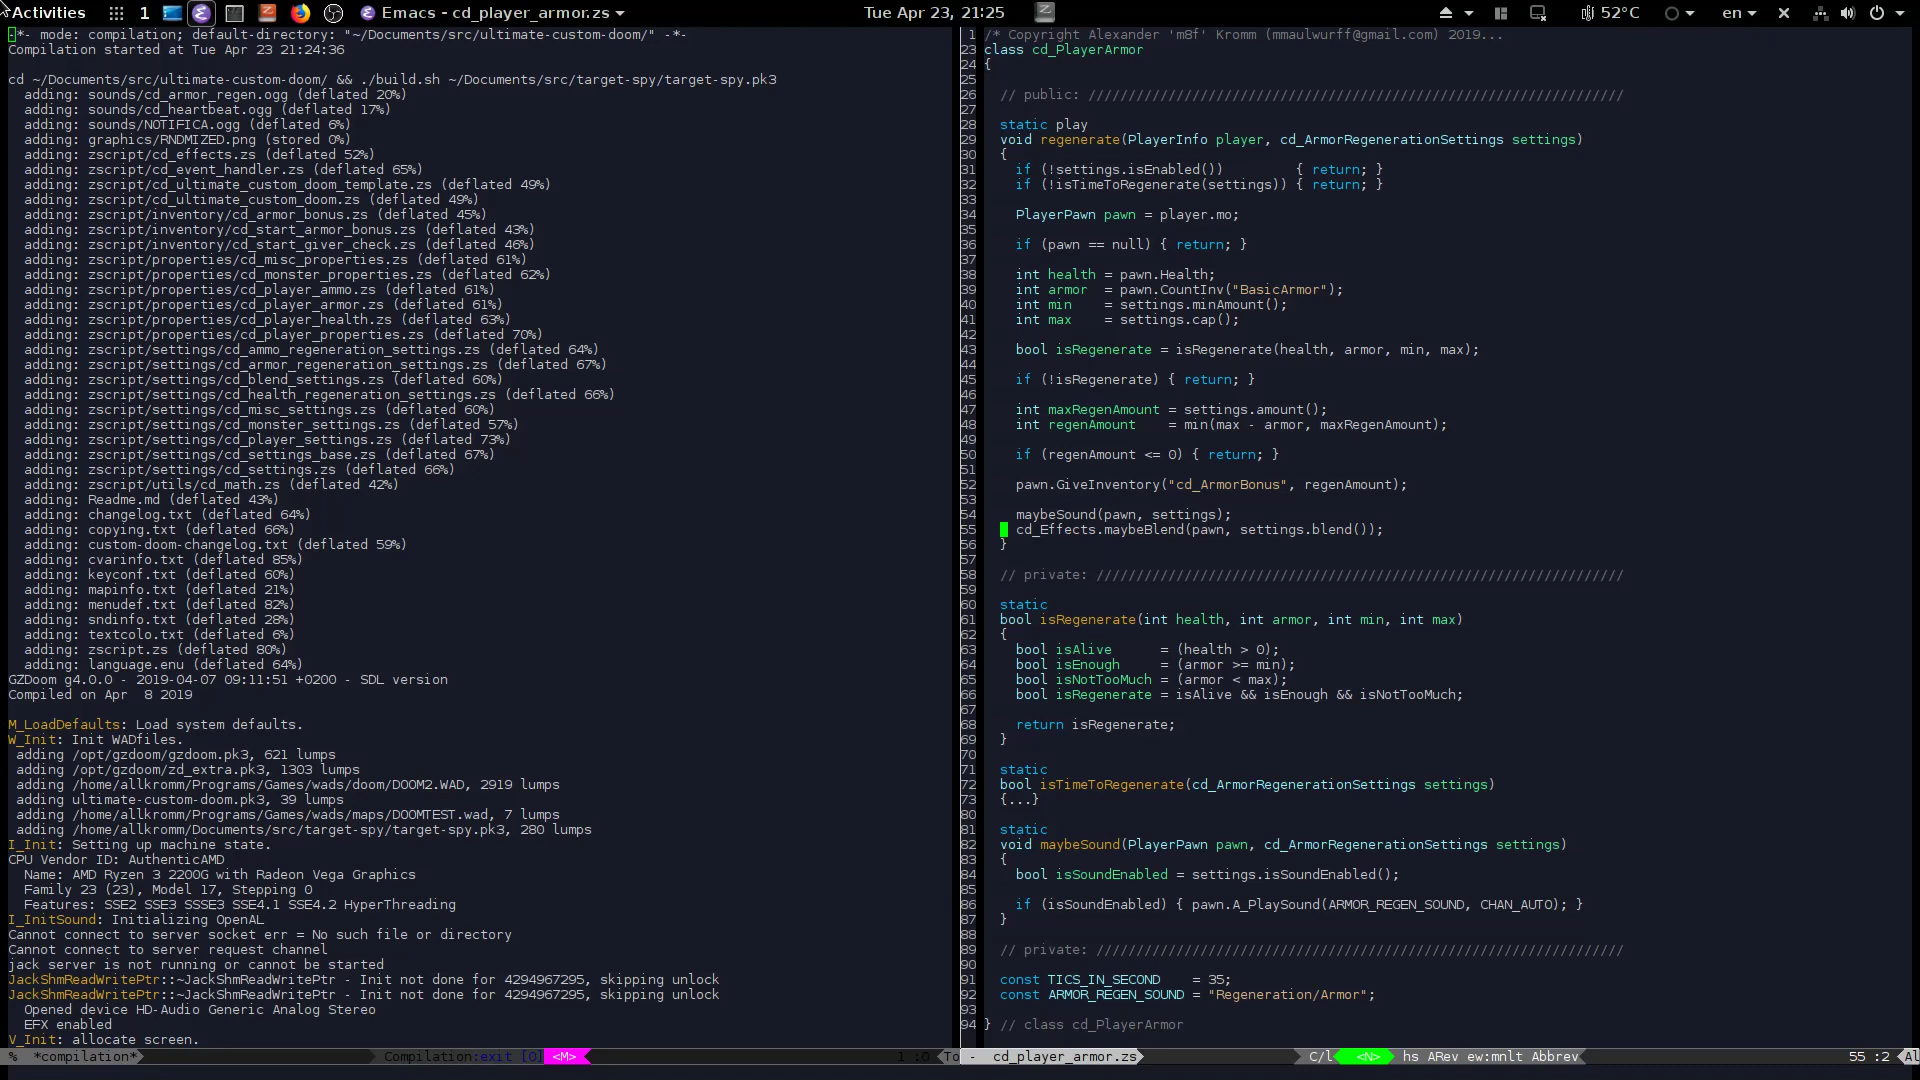 Activities 1 Emacs - cd_player_armor.zs Tue Apr 23, 21:25 52°C en
-*- mode: compilation; default-directory: "~/Documents/src/ultimate-custom-doom/" -*-
Compilation started at Tue Apr 23 21:24:36
cd ~/Documents/src/ultimate-custom-doom/ && ./build.sh ~/Documents/src/target-spy/target-spy.pk3
adding: sounds/cd_armor_regen.ogg (deflated 20%)
adding: sounds/cd_heartbeat.ogg (deflated 17%)
adding: sounds/NOTIFICA.ogg (deflated 6%)
adding: graphics/RNDMIZED.png (stored 0%)
adding: zscript/cd_effects.zs (deflated 52%)
adding: zscript/cd_event_handler.zs (deflated 65%)
adding: zscript/cd_ultimate_custom_doom_template.zs (deflated 49%)
adding: zscript/cd_ultimate_custom_doom.zs (deflated 49%)
adding: zscript/inventory/cd_armor_bonus.zs (deflated 45%)
adding: zscript/inventory/cd_start_armor_bonus.zs (deflated 43%)
adding: zscript/inventory/cd_start_giver_check.zs (deflated 46%)
adding: zscript/properties/cd_misc_properties.zs (deflated 61%)
adding: zscript/properties/cd_monster_properties.zs (deflated 62%)
adding: zscript/properties/cd_player_ammo.zs (deflated 61%)
adding: zscript/properties/cd_player_armor.zs (deflated 61%)
adding: zscript/properties/cd_player_health.zs (deflated 63%)
adding: zscript/properties/cd_player_properties.zs (deflated 70%)
adding: zscript/settings/cd_ammo_regeneration_settings.zs (deflated 64%)
adding: zscript/settings/cd_armor_regeneration_settings.zs (deflated 67%)
adding: zscript/settings/cd_blend_settings.zs (deflated 60%)
adding: zscript/settings/cd_health_regeneration_settings.zs (deflated 66%)
adding: zscript/settings/cd_misc_settings.zs (deflated 60%)
adding: zscript/settings/cd_monster_settings.zs (deflated 57%)
adding: zscript/settings/cd_player_settings.zs (deflated 73%)
adding: zscript/settings/cd_settings_base.zs (deflated 67%)
adding: zscript/settings/cd_settings.zs (deflated 66%)
adding: zscript/utils/cd_math.zs (deflated 42%)
adding: Readme.md (deflated 43%)
adding: changelog.txt (deflated 64%)
adding: copying.txt (deflated 66%)
adding: custom-doom-changelog.txt (deflated 59%)
adding: cvarinfo.txt (deflated 85%)
adding: keyconf.txt (deflated 60%)
adding: mapinfo.txt (deflated 21%)
adding: menudef.txt (deflated 82%)
adding: sndinfo.txt (deflated 28%)
adding: textcolo.txt (deflated 6%)
adding: zscript.zs (deflated 80%)
adding: language.enu (deflated 64%)
GZDoom g4.0.0 - 2019-04-07 09:11:51 +0200 - SDL version
Compiled on Apr  8 2019
M_LoadDefaults: Load system defaults.
W_Init: Init WADfiles.
adding /opt/gzdoom/gzdoom.pk3, 621 lumps
adding /opt/gzdoom/zd_extra.pk3, 1303 lumps
adding /home/allkromm/Programs/Games/wads/doom/DOOM2.WAD, 2919 lumps
adding ultimate-custom-doom.pk3, 39 lumps
adding /home/allkromm/Programs/Games/wads/maps/DOOMTEST.wad, 7 lumps
adding /home/allkromm/Documents/src/target-spy/target-spy.pk3, 280 lumps
I_Init: Setting up machine state.
CPU Vendor ID: AuthenticAMD
Name: AMD Ryzen 3 2200G with Radeon Vega Graphics
Family 23 (23), Model 17, Stepping 0
Features: SSE2 SSE3 SSSE3 SSE4.1 SSE4.2 HyperThreading
I_InitSound: Initializing OpenAL
Cannot connect to server socket err = No such file or directory
Cannot connect to server request channel
jack server is not running or cannot be started
JackShmReadWritePtr::~JackShmReadWritePtr - Init not done for 4294967295, skipping unlock
JackShmReadWritePtr::~JackShmReadWritePtr - Init not done for 4294967295, skipping unlock
Opened device HD-Audio Generic Analog Stereo
EFX enabled
V_Init: allocate screen.
% *compilation* Compilation:exit [0] <M> 1 :0 To
1 /* Copyright Alexander 'm8f' Kromm (mmaulwurff@gmail.com) 2019...
23 class cd_PlayerArmor
24 {
25
26 // public: ///////////////////////////////////////////////////////////////////
27
28 static play
29 void regenerate(PlayerInfo player, cd_ArmorRegenerationSettings settings)
30 {
31 if (!settings.isEnabled())         { return; }
32 if (!isTimeToRegenerate(settings)) { return; }
33
34 PlayerPawn pawn = player.mo;
35
36 if (pawn == null) { return; }
37
38 int health = pawn.Health;
39 int armor  = pawn.CountInv("BasicArmor");
40 int min    = settings.minAmount();
41 int max    = settings.cap();
42
43 bool isRegenerate = isRegenerate(health, armor, min, max);
44
45 if (!isRegenerate) { return; }
46
47 int maxRegenAmount = settings.amount();
48 int regenAmount    = min(max - armor, maxRegenAmount);
49
50 if (regenAmount <= 0) { return; }
51
52 pawn.GiveInventory("cd_ArmorBonus", regenAmount);
53
54 maybeSound(pawn, settings);
55 cd_Effects.maybeBlend(pawn, settings.blend());
56 }
57
58 // private: //////////////////////////////////////////////////////////////////
59
60 static
61 bool isRegenerate(int health, int armor, int min, int max)
62 {
63 bool isAlive      = (health > 0);
64 bool isEnough     = (armor >= min);
65 bool isNotTooMuch = (armor < max);
66 bool isRegenerate = isAlive && isEnough && isNotTooMuch;
67
68 return isRegenerate;
69 }
70
71 static
72 bool isTimeToRegenerate(cd_ArmorRegenerationSettings settings)
73 {...}
80
81 static
82 void maybeSound(PlayerPawn pawn, cd_ArmorRegenerationSettings settings)
83 {
84 bool isSoundEnabled = settings.isSoundEnabled();
85
86 if (isSoundEnabled) { pawn.A_PlaySound(ARMOR_REGEN_SOUND, CHAN_AUTO); }
87 }
88
89 // private: //////////////////////////////////////////////////////////////////
90
91 const TICS_IN_SECOND    = 35;
92 const ARMOR_REGEN_SOUND = "Regeneration/Armor";
93
94 } // class cd_PlayerArmor
- cd_player_armor.zs C/l <N> hs ARev ew:mnlt Abbrev 55 :2 Al